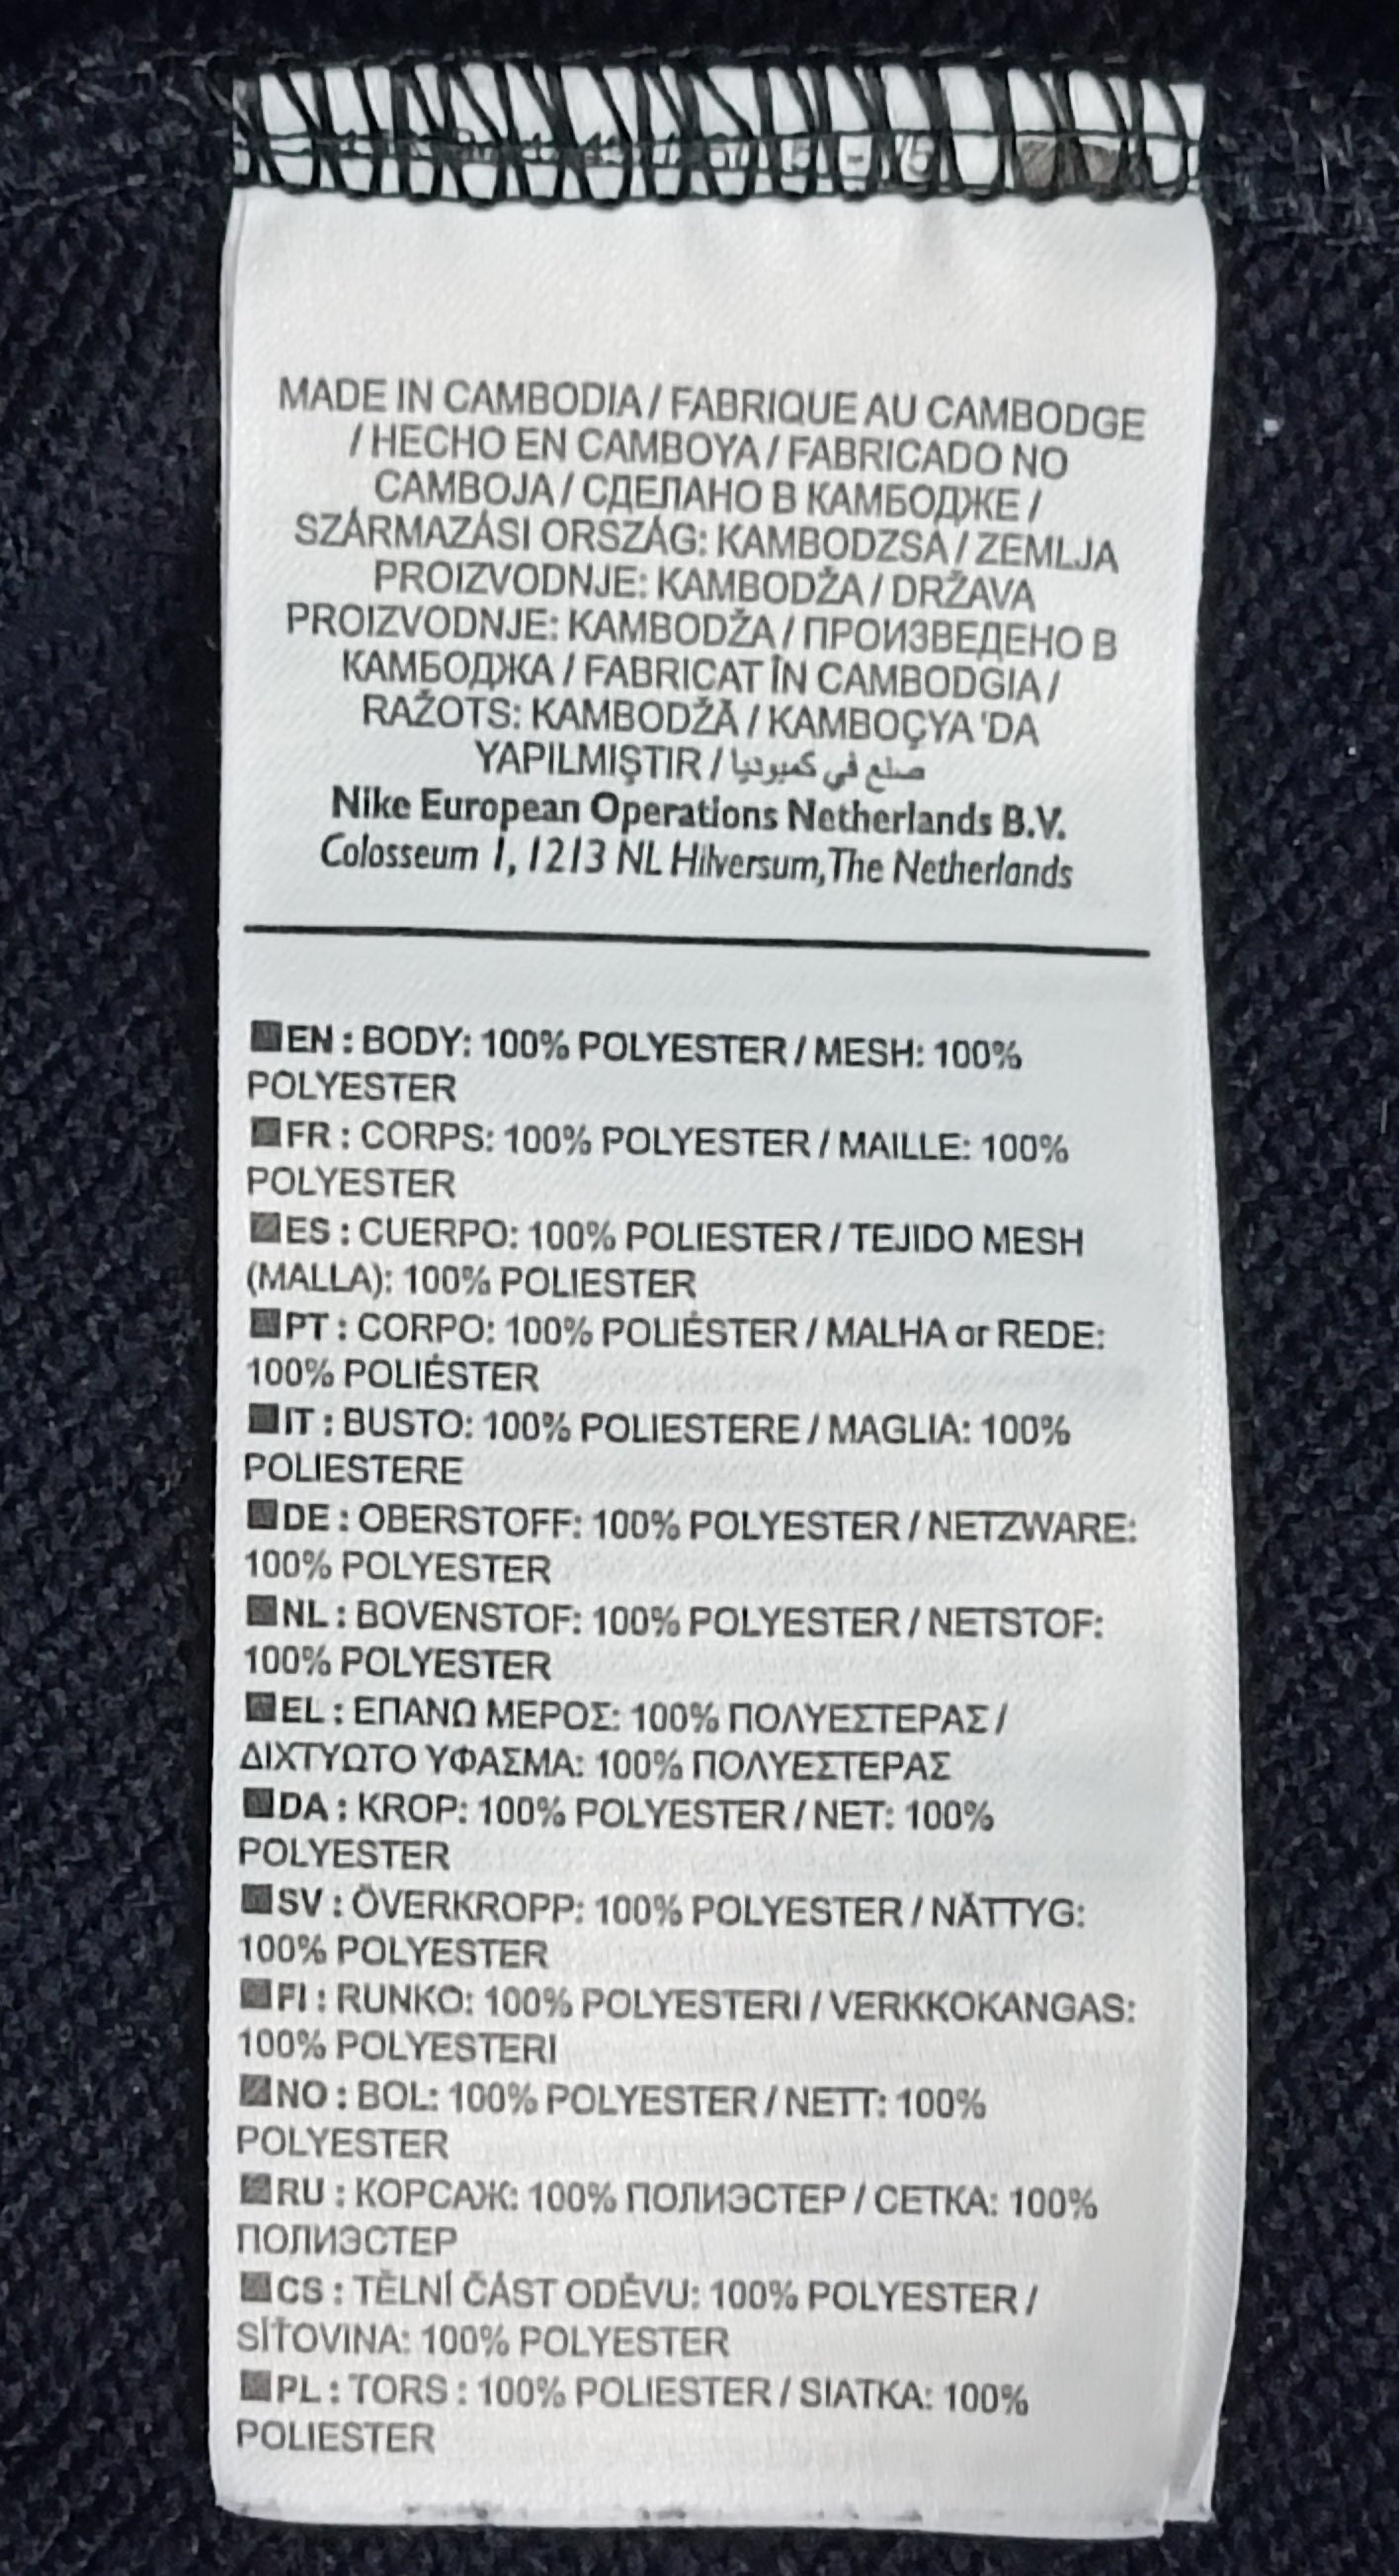 MADE IN CAMBODIA / FABRIQUE AU CAMBODGE
/ HECHO EN CAMBOYA / FABRICADO NO
CAMBOJA / СДЕЛАНО В КАМБОДЖЕ /
SZÁRMAZÁSI ORSZÁG: KAMBODZSA / ZEMLJA
PROIZVODNJE: KAMBODŽA / DRŽAVA
PROIZVODNJE: KAMBODŽA / ПРОИЗВЕДЕНО В
КАМБОДЖА / FABRICAT ÎN CAMBODGIA /
RAŽOTS: KAMBODŽĀ / KAMBOÇYA 'DA
YAPILMIŞTIR / صنع في كمبوديا
Nike European Operations Netherlands B.V.
Colosseum 1, 1213 NL Hilversum, The Netherlands
EN : BODY: 100% POLYESTER / MESH: 100%
POLYESTER
FR : CORPS: 100% POLYESTER / MAILLE: 100%
POLYESTER
ES : CUERPO: 100% POLIESTER / TEJIDO MESH
(MALLA): 100% POLIESTER
PT : CORPO: 100% POLIÉSTER / MALHA or REDE:
100% POLIÉSTER
IT : BUSTO: 100% POLIESTERE / MAGLIA: 100%
POLIESTERE
DE : OBERSTOFF: 100% POLYESTER / NETZWARE:
100% POLYESTER
NL : BOVENSTOF: 100% POLYESTER / NETSTOF:
100% POLYESTER
EL : ΕΠΑΝΩ ΜΕΡΟΣ: 100% ΠΟΛΥΕΣΤΕΡΑΣ /
ΔΙΧΤΥΩΤΟ ΥΦΑΣΜΑ: 100% ΠΟΛΥΕΣΤΕΡΑΣ
DA : KROP: 100% POLYESTER / NET: 100%
POLYESTER
SV : ÖVERKROPP: 100% POLYESTER / NÄTTYG:
100% POLYESTER
FI : RUNKO: 100% POLYESTERI / VERKKOKANGAS:
100% POLYESTERI
NO : BOL: 100% POLYESTER / NETT: 100%
POLYESTER
RU : КОРСАЖ: 100% ПОЛИЭСТЕР / СЕТКА: 100%
ПОЛИЭСТЕР
CS : TĚLNÍ ČÁST ODĚVU: 100% POLYESTER /
SÍŤOVINA: 100% POLYESTER
PL : TORS : 100% POLIESTER / SIATKA: 100%
POLIESTER